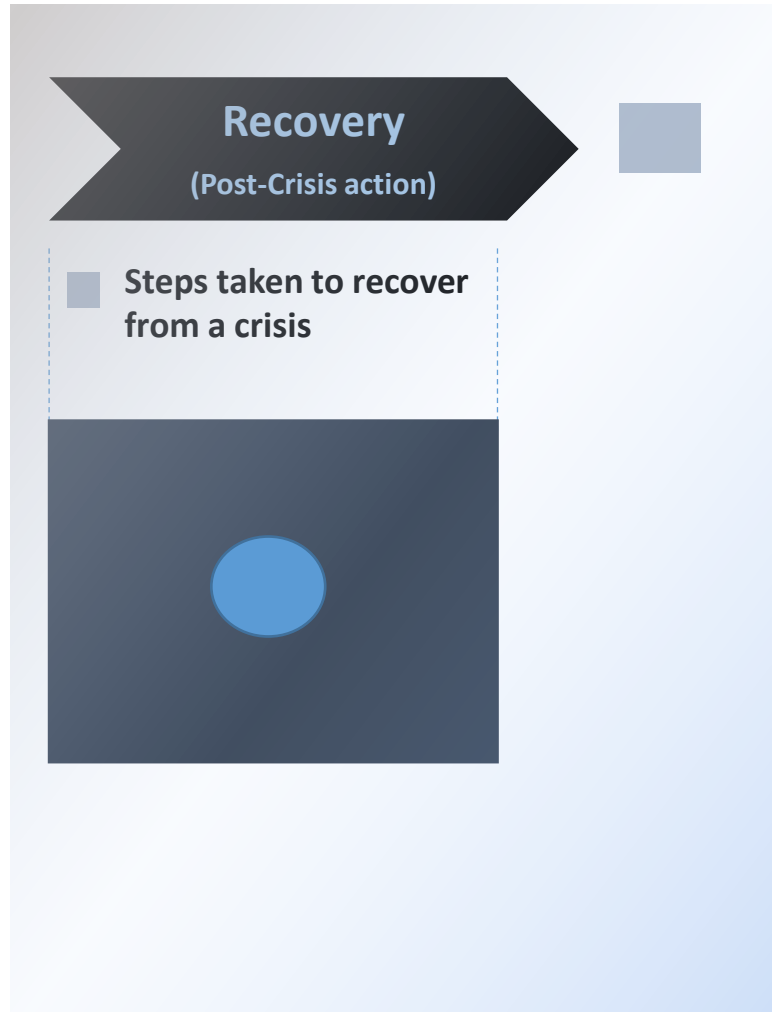 Recovery
(Post-Crisis action)
Steps taken to recover
from a crisis